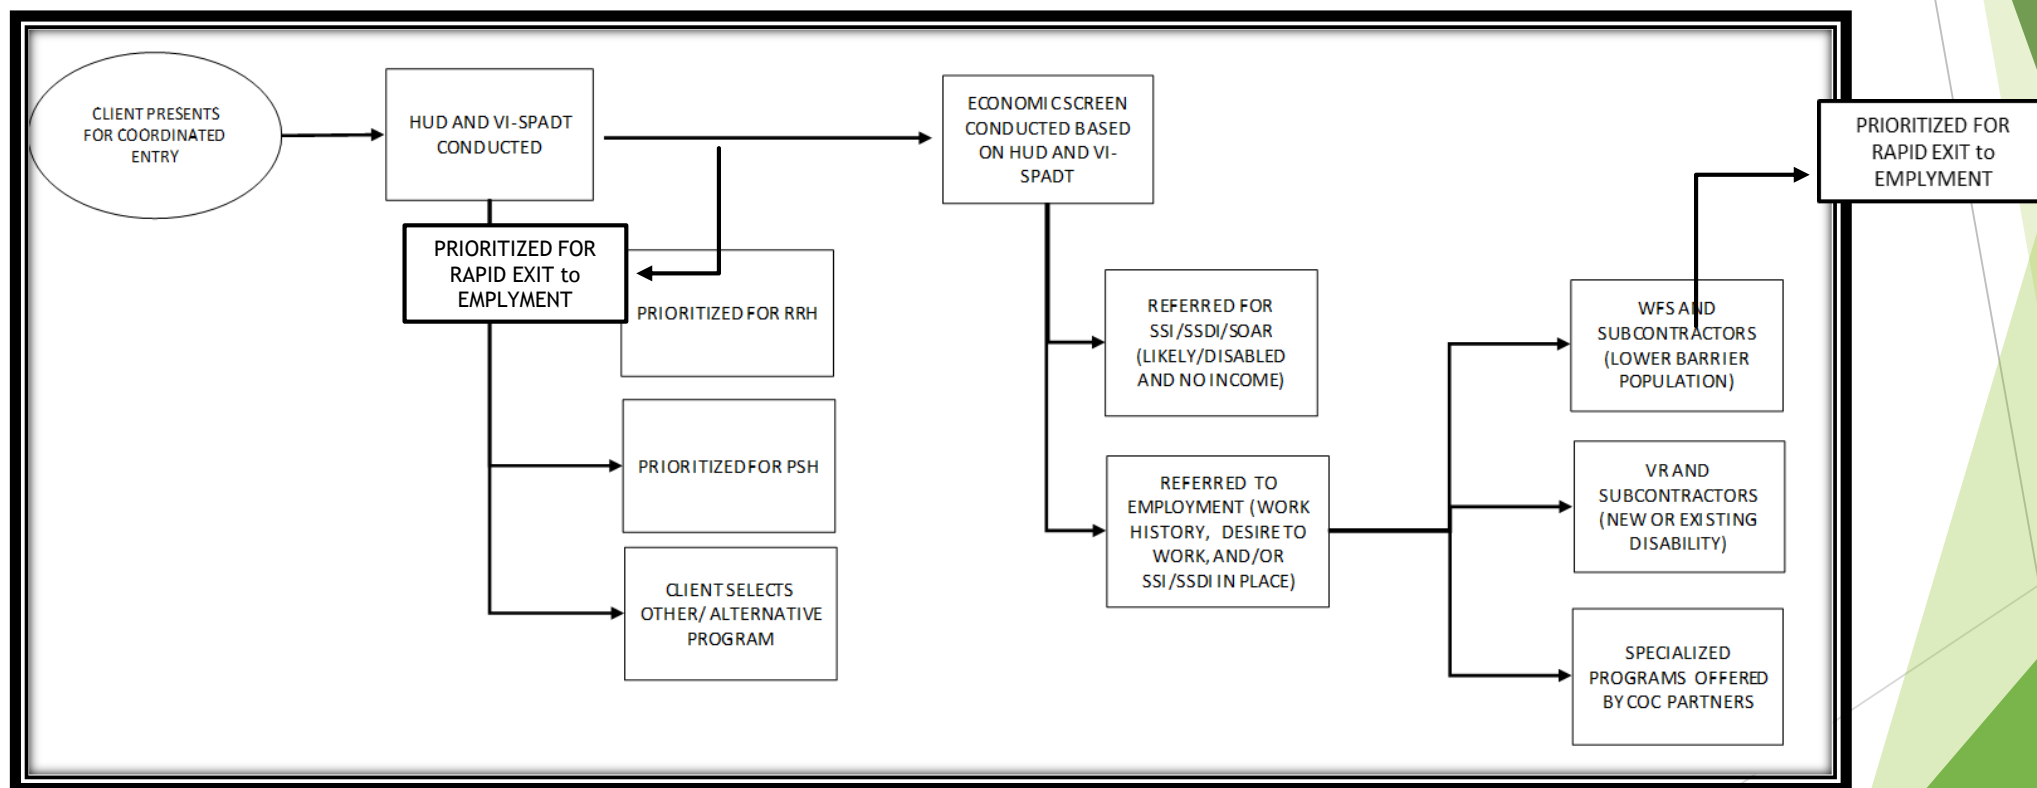 CLIENT PRESENTS
FOR COORDINATED
ENTRY
HUD AND VI-SPADT
CONDUCTED
ECONOMIC SCREEN
CONDUCTED BASED
ON HUD AND VI-
SPADT
PRIORITIZED FOR
RAPID EXIT to
EMPLYMENT
PRIORITIZED FOR
RAPID EXIT to
EMPLYMENT
PRIORITIZED FOR RRH
PRIORITIZED FOR PSH
CLIENT SELECTS
OTHER/ ALTERNATIVE
PROGRAM
REFERRED FOR
SSI/SSDI/SOAR
(LIKELY/DISABLED
AND NO INCOME)
REFERRED TO
EMPLOYMENT (WORK
HISTORY, DESIRE TO
WORK, AND/OR
SSI/SSDI IN PLACE)
WFS AND
SUBCONTRACTORS
(LOWER BARRIER
POPULATION)
VR AND
SUBCONTRACTORS
(NEW OR EXISTING
DISABILITY)
SPECIALIZED
PROGRAMS OFFERED
BY COC PARTNERS